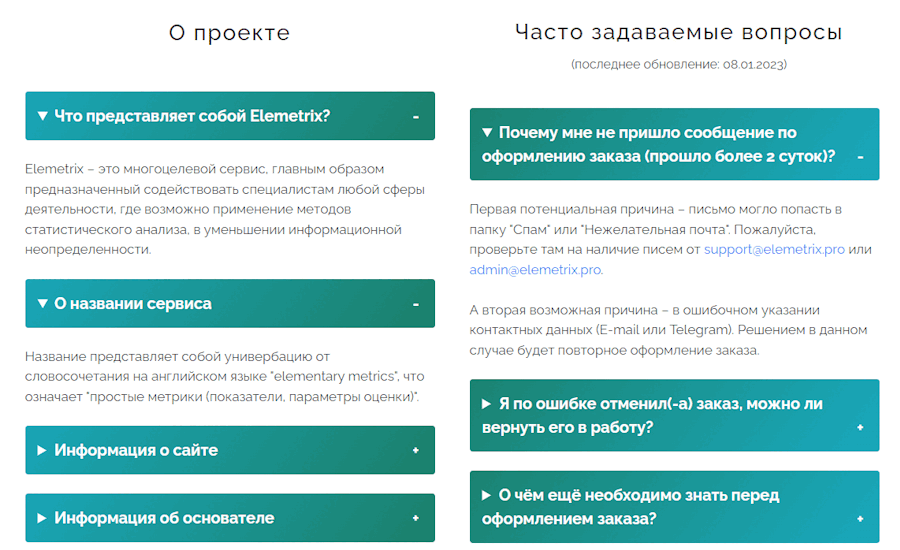 О проекте
▼ Что представляет собой Elemetrix? -
Elemetrix – это многоцелевой сервис, главным образом
предназначенный содействовать специалистам любой сферы
деятельности, где возможно применение методов
статистического анализа, в уменьшении информационной
неопределенности.
▼ О названии сервиса -
Название представляет собой универбацию от
словосочетания на английском языке "elementary metrics", что
означает "простые метрики (показатели, параметры оценки)".
▶ Информация о сайте +
▶ Информация об основателе +
Часто задаваемые вопросы
(последнее обновление: 08.01.2023)
▼ Почему мне не пришло сообщение по
оформлению заказа (прошло более 2 суток)? -
Первая потенциальная причина – письмо могло попасть в
папку "Спам" или "Нежелательная почта". Пожалуйста,
проверьте там на наличие писем от support@elemetrix.pro или
admin@elemetrix.pro.
А вторая возможная причина – в ошибочном указании
контактных данных (E-mail или Telegram). Решением в данном
случае будет повторное оформление заказа.
▶ Я по ошибке отменил(-а) заказ, можно ли
вернуть его в работу? +
▶ О чём ещё необходимо знать перед
оформлением заказа? +